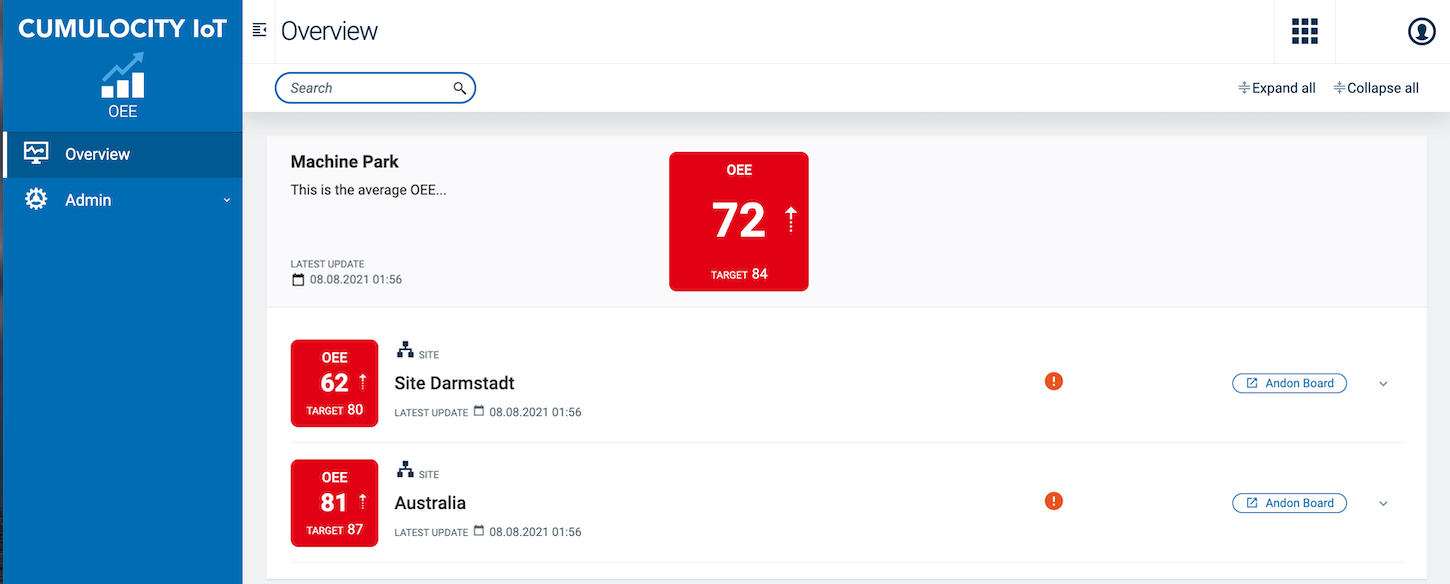 CUMULOCITY IoT
OEE
Overview
Admin
Overview
Search
Expand all
Collapse all
Machine Park
This is the average OEE...
LATEST UPDATE
08.08.2021 01:56
OEE
72
TARGET 84
OEE
62
TARGET 80
SITE
Site Darmstadt
LATEST UPDATE 08.08.2021 01:56
Andon Board
OEE
81
TARGET 87
SITE
Australia
LATEST UPDATE 08.08.2021 01:56
Andon Board